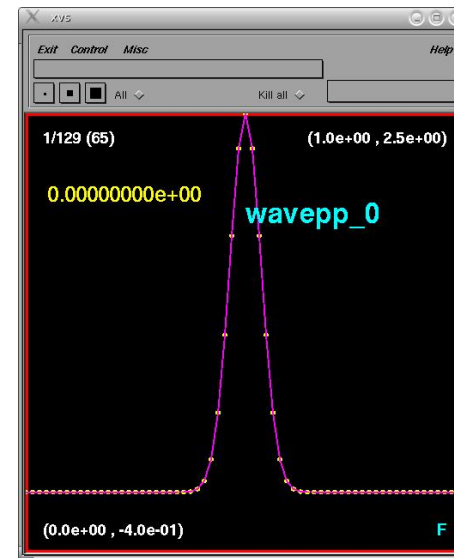 xvs
Exit Control Misc Help
All Kill all
1/129 (65) (1.0e+00 , 2.5e+00)
0.00000000e+00
wavepp_0
(0.0e+00 , -4.0e-01) F